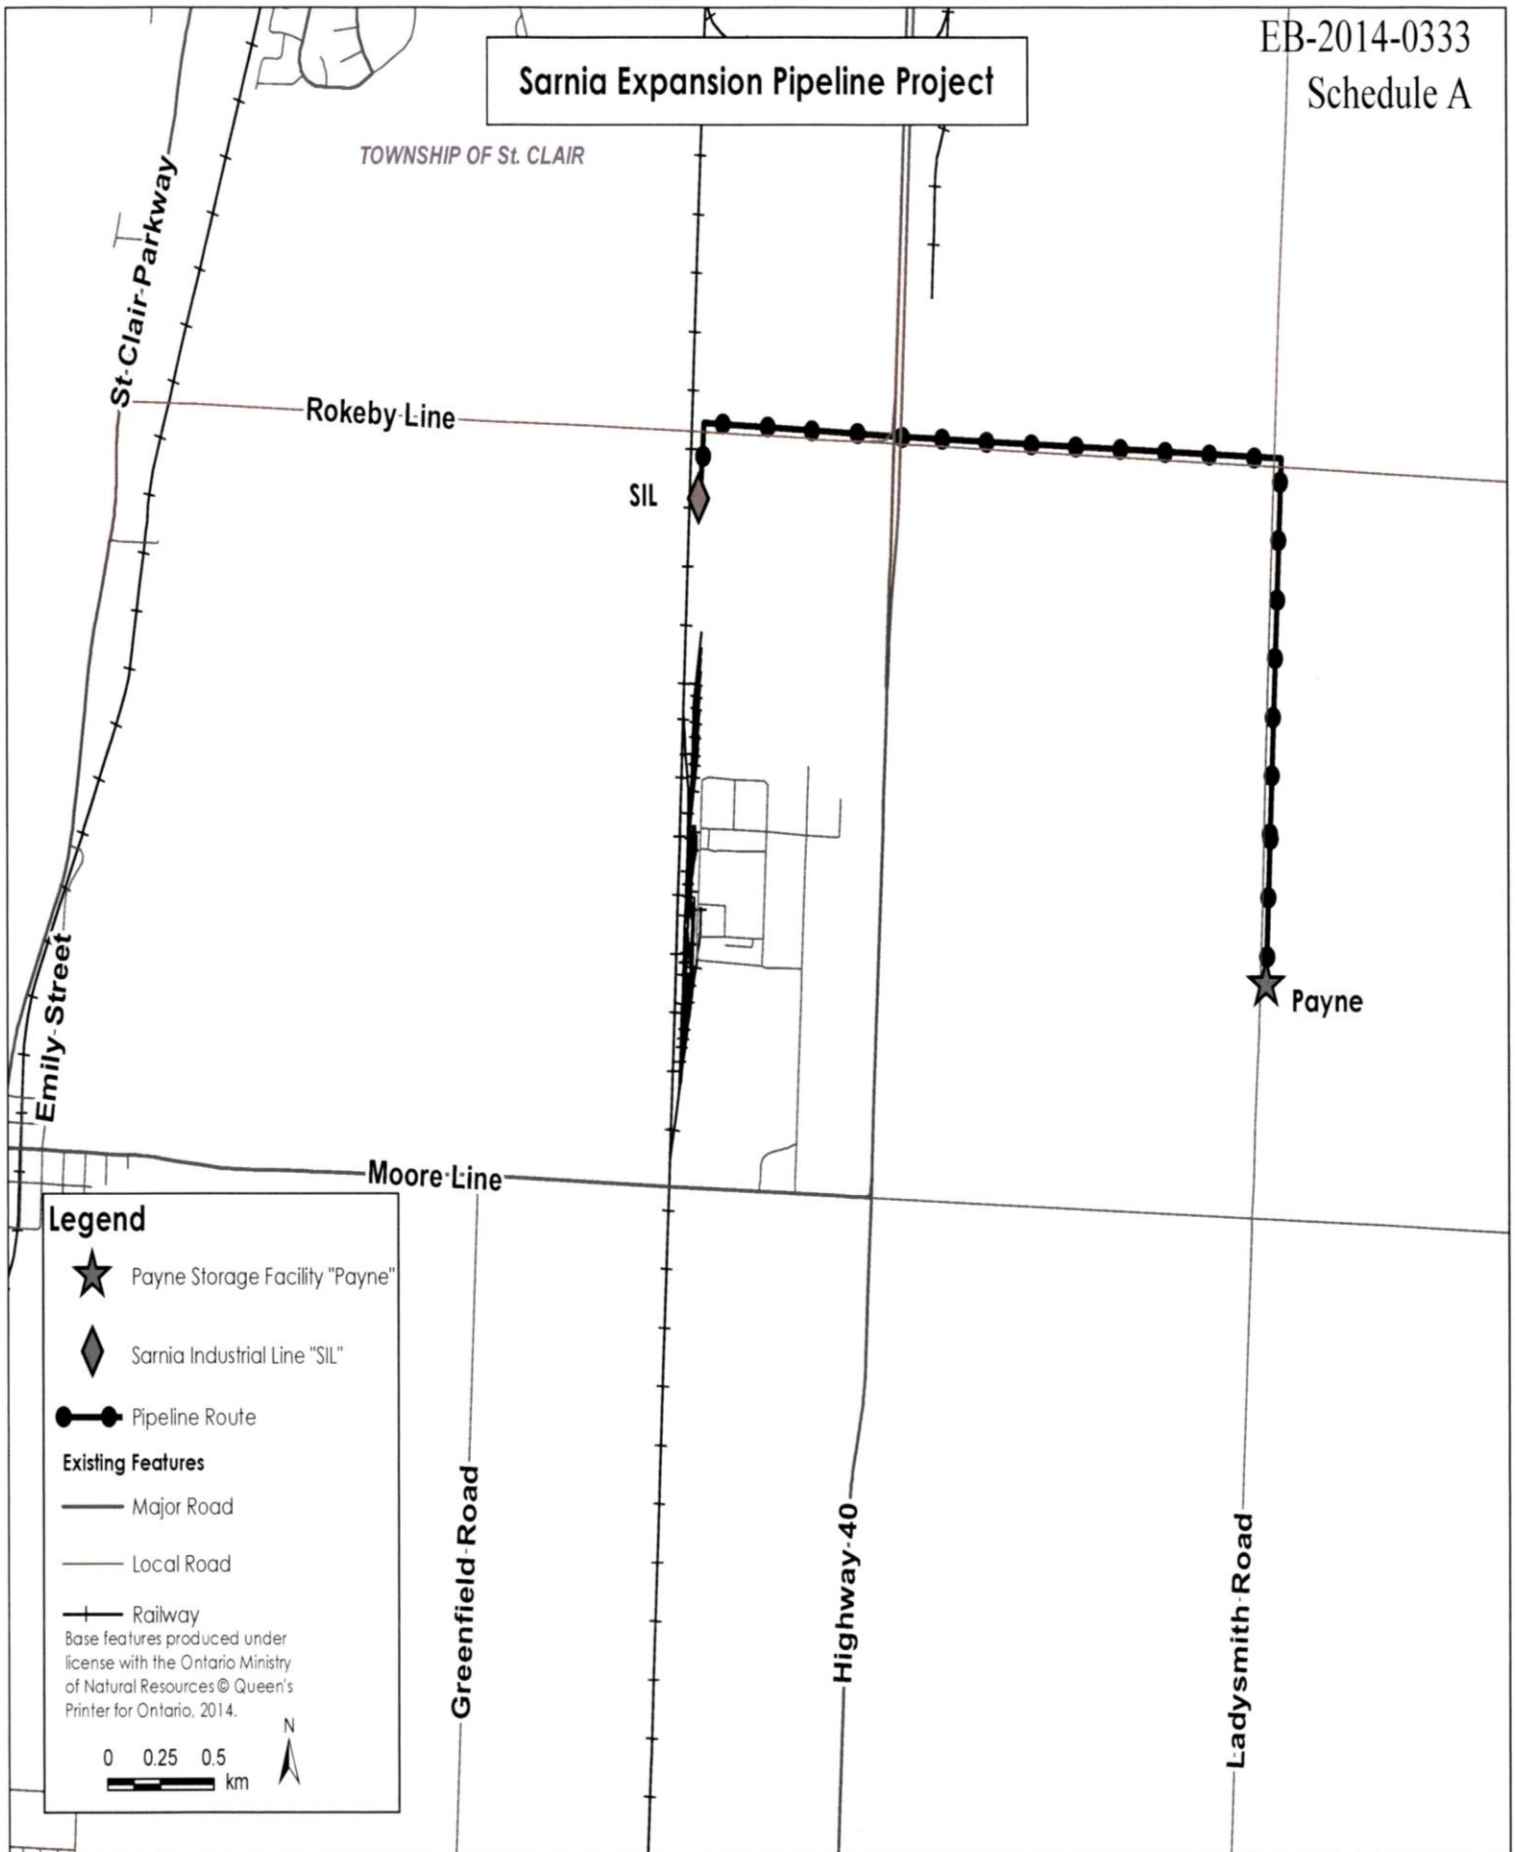 EB-2014-0333
Schedule A
Sarnia Expansion Pipeline Project
TOWNSHIP OF St. CLAIR
St-Clair-Parkway
Rokeby-Line
SIL
Payne
Emily-Street
Moore-Line
Greenfield-Road
Highway-40
Ladysmith-Road
Legend
Payne Storage Facility "Payne"
Sarnia Industrial Line "SIL"
Pipeline Route
Existing Features
Major Road
Local Road
Railway
Base features produced under
license with the Ontario Ministry
of Natural Resources © Queen's
Printer for Ontario, 2014.
N
0 0.25 0.5
km